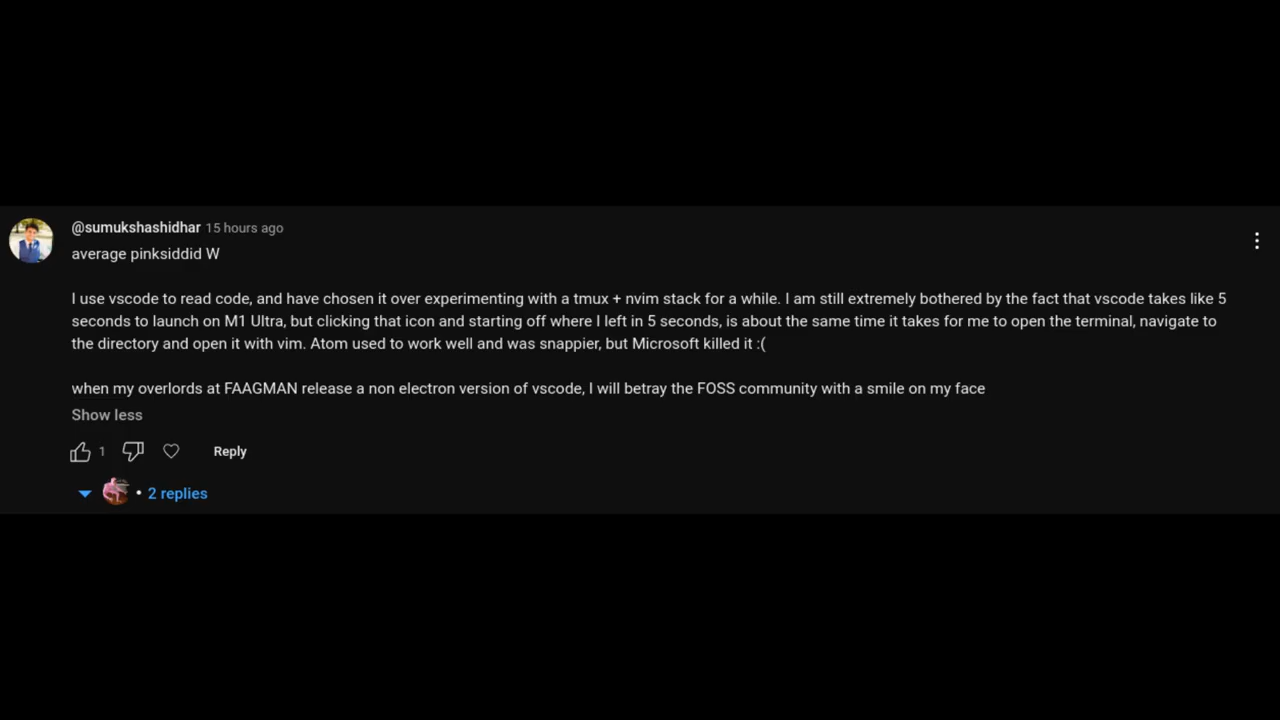 @sumukshashidhar 15 hours ago
average pinksiddid W
I use vscode to read code, and have chosen it over experimenting with a tmux + nvim stack for a while. I am still extremely bothered by the fact that vscode takes like 5
seconds to launch on M1 Ultra, but clicking that icon and starting off where I left in 5 seconds, is about the same time it takes for me to open the terminal, navigate to
the directory and open it with vim. Atom used to work well and was snappier, but Microsoft killed it :(
when my overlords at FAAGMAN release a non electron version of vscode, I will betray the FOSS community with a smile on my face
Show less
1 Reply
• 2 replies